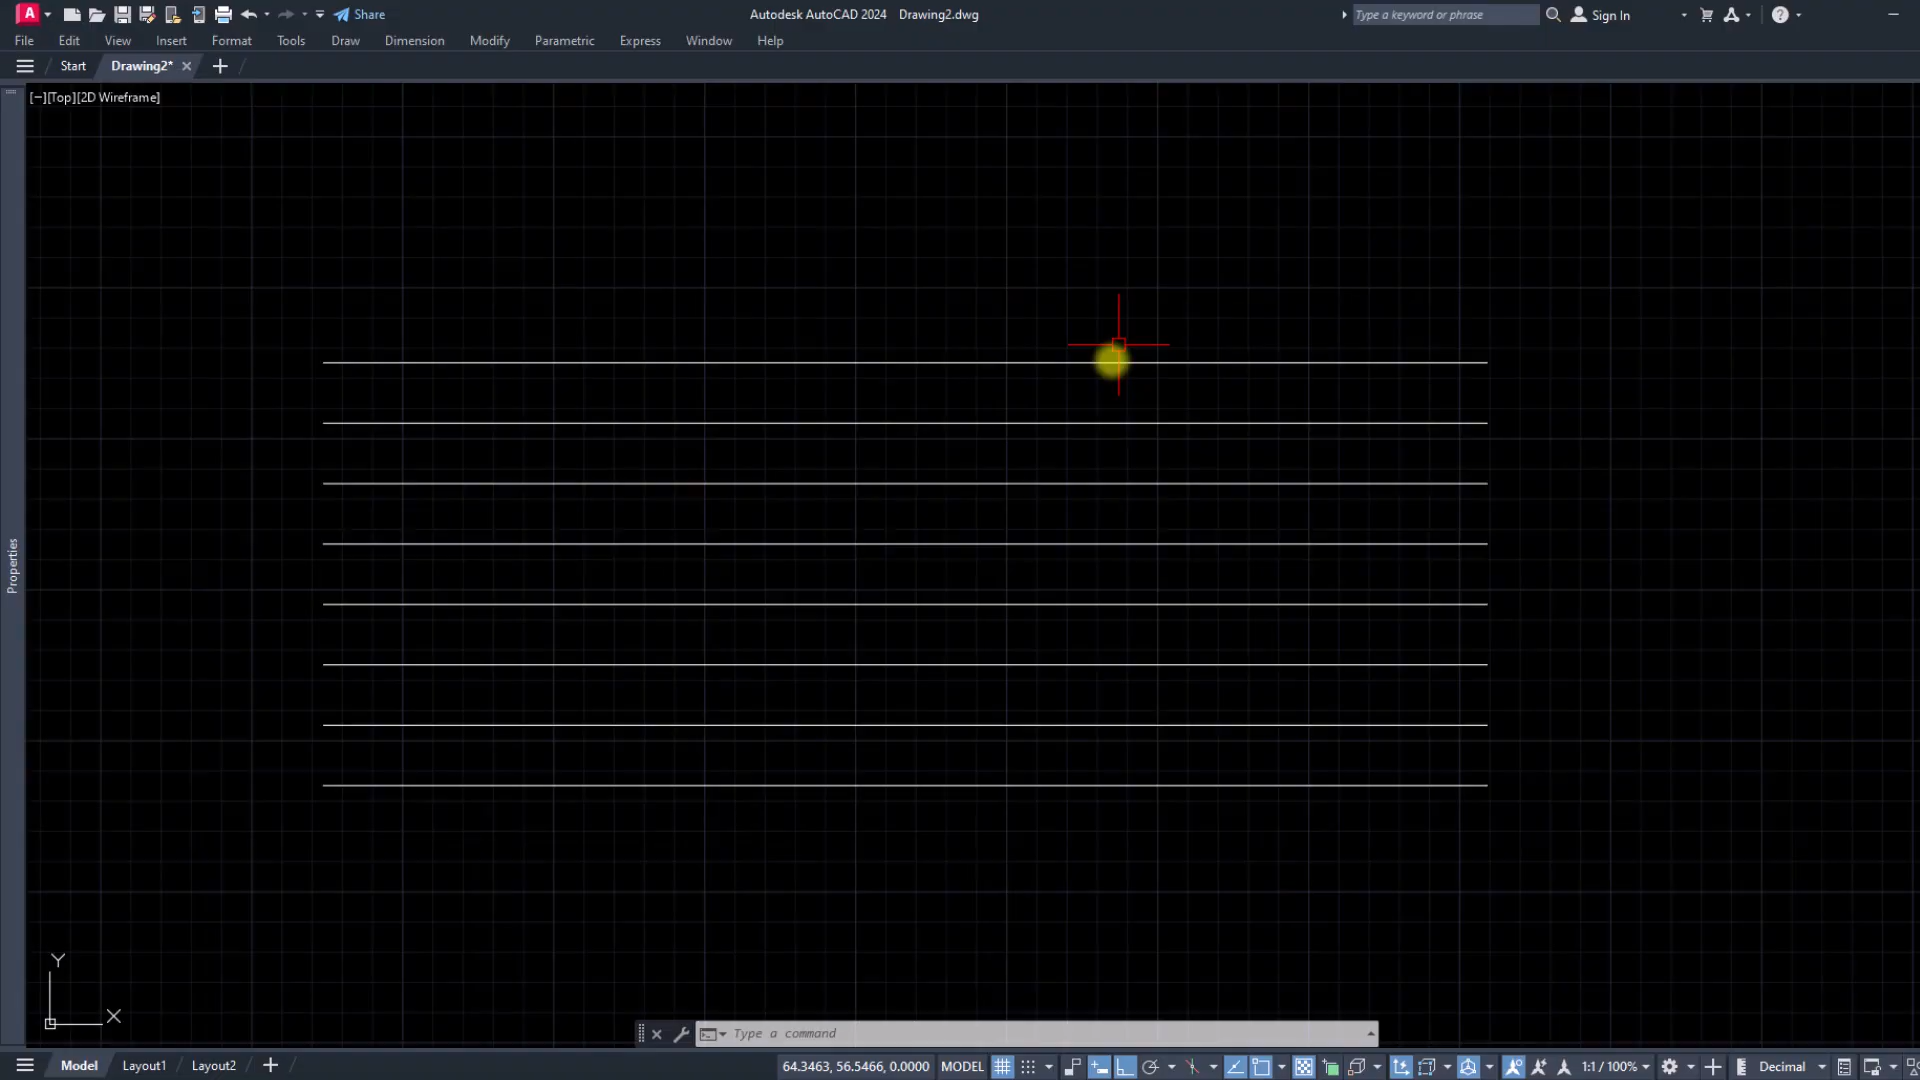 A Share Autodesk AutoCAD 2024 Drawing2.dwg Type a keyword or phrase Sign In ?
File Edit View Insert Format Tools Draw Dimension Modify Parametric Express Window Help
Start Drawing2*
[−][Top][2D Wireframe]
Properties
Y
X
Type a command
Model Layout1 Layout2 64.3463, 56.5466, 0.0000 MODEL 1:1 / 100% Decimal